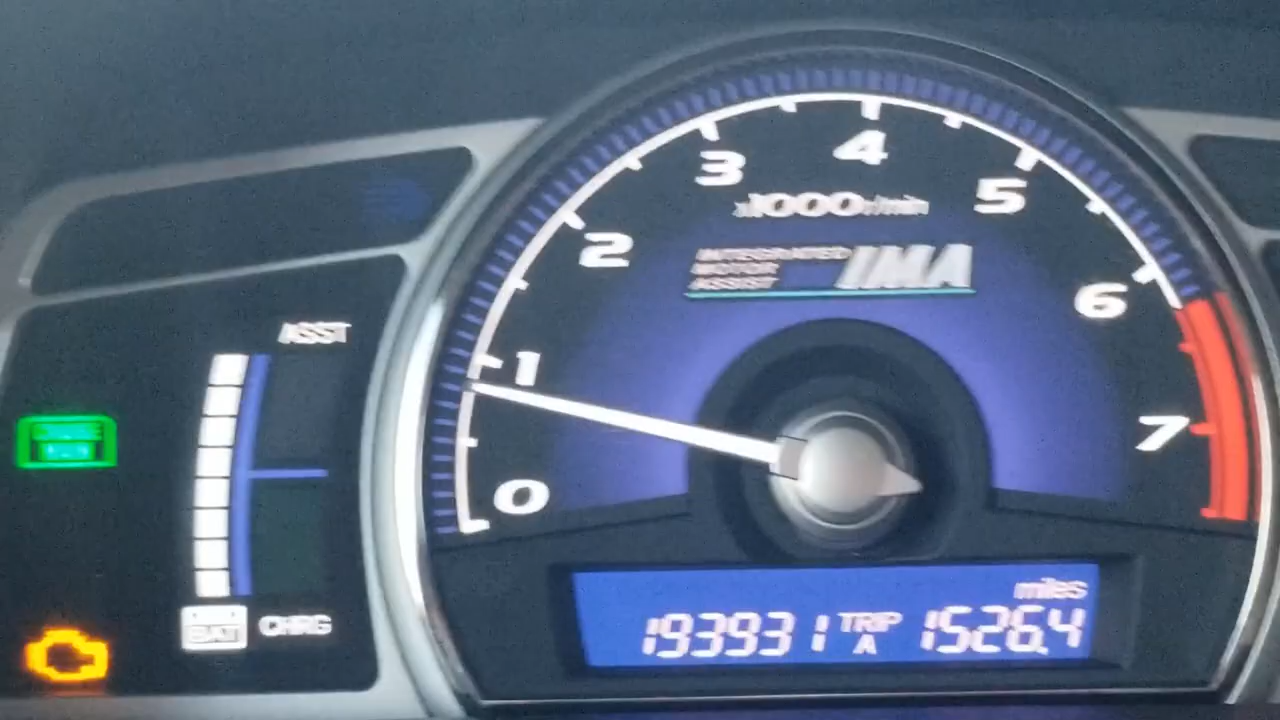 ASST
BAT
CHRG
0
1
2
3
4
5
6
7
x1000r/min
INTEGRATED
MOTOR
ASSIST
IMA
miles
193931 TRIP A 1526.4